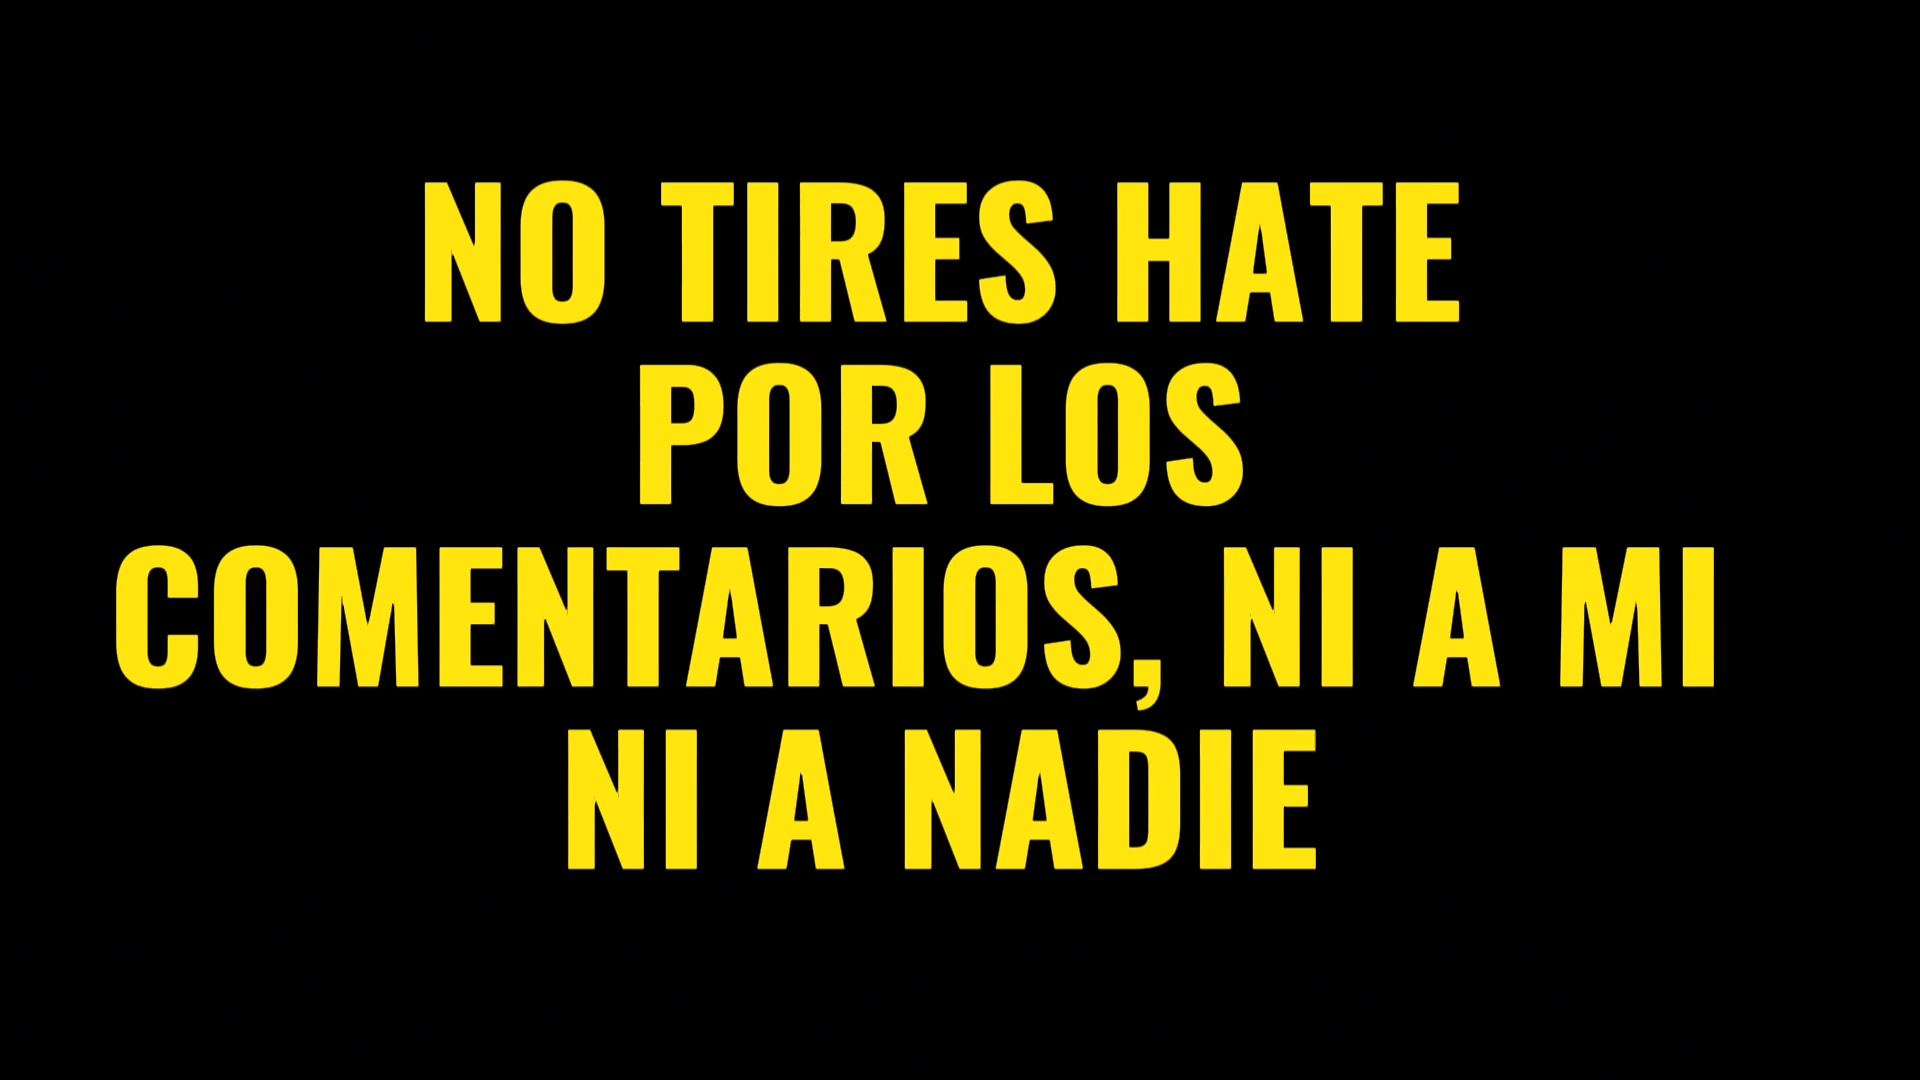 NO TIRES HATE
POR LOS
COMENTARIOS, NI A MI
NI A NADIE